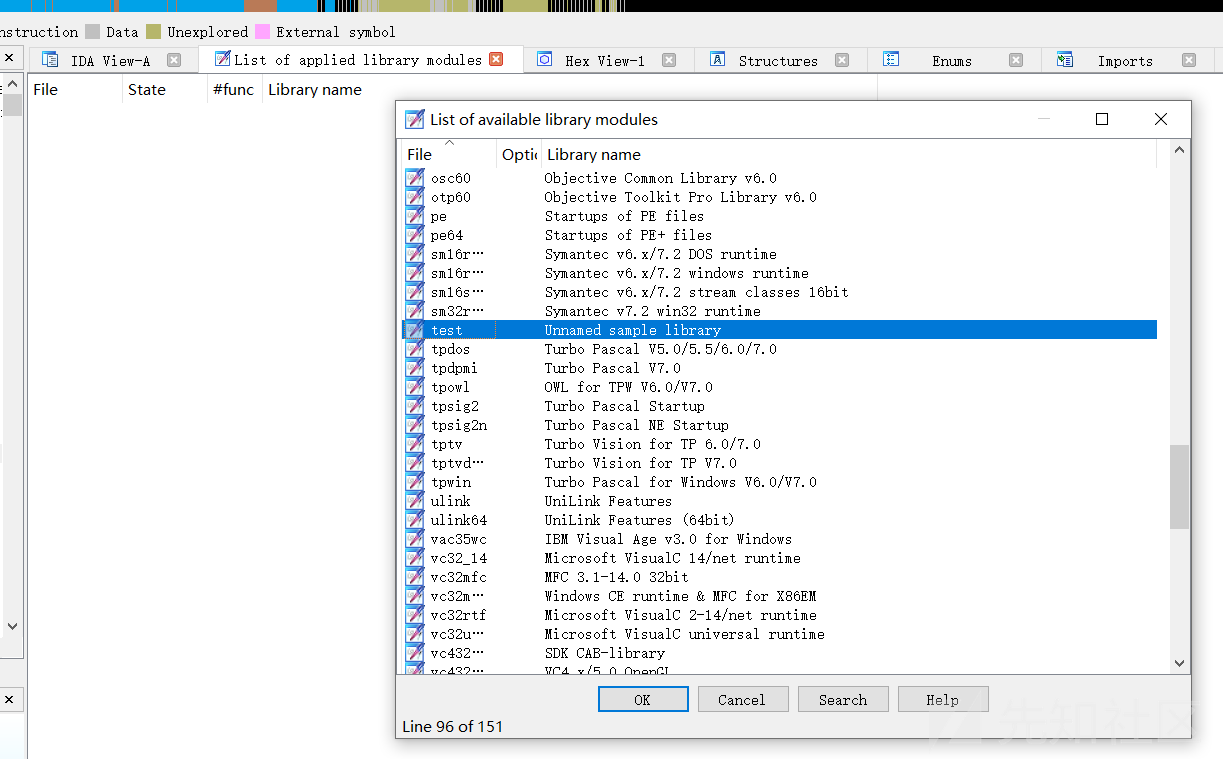 nstruction Data Unexplored External symbol
IDA View-A List of applied library modules Hex View-1 Structures Enums Imports
File State #func Library name
List of available library modules
File Optic Library name
osc60 Objective Common Library v6.0
otp60 Objective Toolkit Pro Library v6.0
pe Startups of PE files
pe64 Startups of PE+ files
sm16r… Symantec v6.x/7.2 DOS runtime
sm16r… Symantec v6.x/7.2 windows runtime
sm16s… Symantec v6.x/7.2 stream classes 16bit
sm32r… Symantec v7.2 win32 runtime
test Unnamed sample library
tpdos Turbo Pascal V5.0/5.5/6.0/7.0
tpdpmi Turbo Pascal V7.0
tpowl OWL for TPW V6.0/V7.0
tpsig2 Turbo Pascal Startup
tpsig2n Turbo Pascal NE Startup
tptv Turbo Vision for TP 6.0/7.0
tptvd… Turbo Vision for TP V7.0
tpwin Turbo Pascal for Windows V6.0/V7.0
ulink UniLink Features
ulink64 UniLink Features (64bit)
vac35wc IBM Visual Age v3.0 for Windows
vc32_14 Microsoft VisualC 14/net runtime
vc32mfc MFC 3.1-14.0 32bit
vc32m… Windows CE runtime & MFC for X86EM
vc32rtf Microsoft VisualC 2-14/net runtime
vc32u… Microsoft VisualC universal runtime
vc432… SDK CAB-library
vc432… VC4.x/5.0 OpenGL
OK Cancel Search Help
Line 96 of 151
先知社区